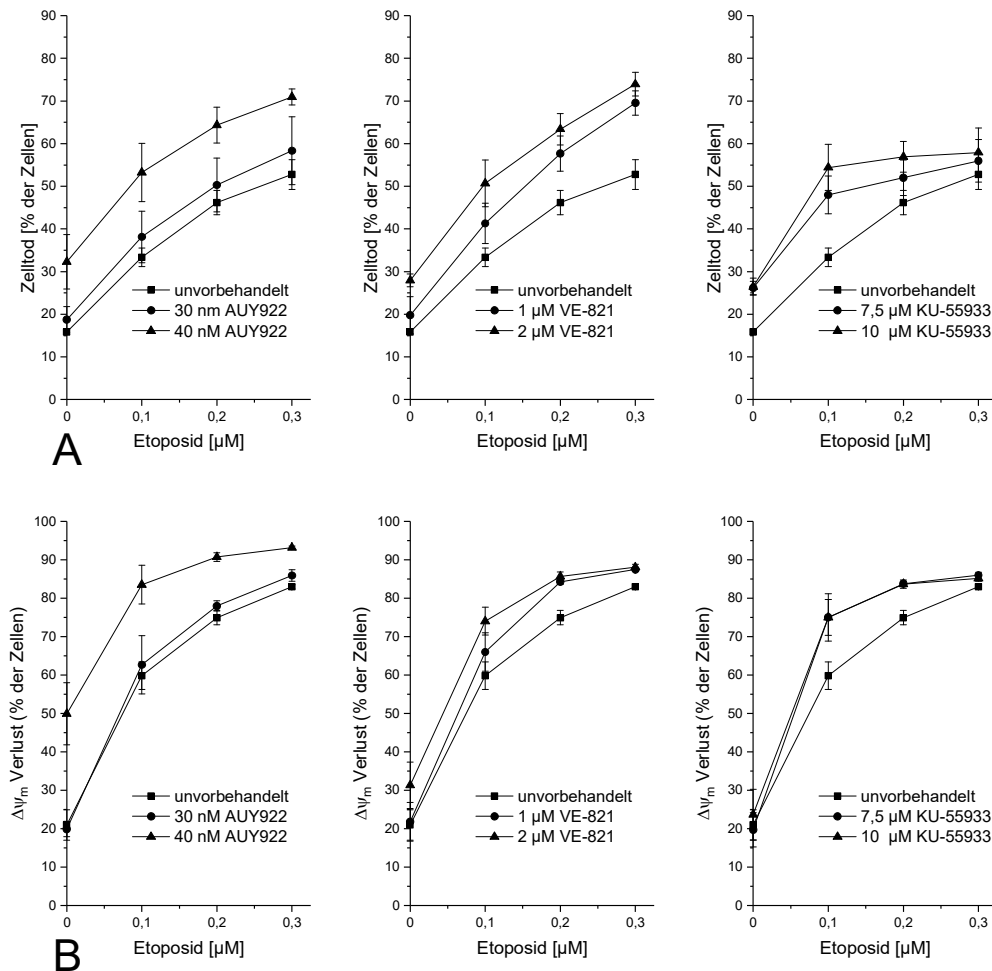 90
80
70
60
50
40
30
20
10
0
Zelltod [% der Zellen]
unvorbehandelt
30 nm AUY922
40 nM AUY922
0 0,1 0,2 0,3
Etoposid [µM]
90
80
70
60
50
40
30
20
10
0
Zelltod [% der Zellen]
unvorbehandelt
1 µM VE-821
2 µM VE-821
0 0,1 0,2 0,3
Etoposid [µM]
90
80
70
60
50
40
30
20
10
0
Zelltod [% der Zellen]
unvorbehandelt
7,5 µM KU-55933
10 µM KU-55933
0 0,1 0,2 0,3
Etoposid [µM]
A
100
90
80
70
60
50
40
30
20
10
0
Δψm Verlust (% der Zellen)
unvorbehandelt
30 nM AUY922
40 nM AUY922
0 0,1 0,2 0,3
Etoposid [µM]
100
90
80
70
60
50
40
30
20
10
0
Δψm Verlust (% der Zellen)
unvorbehandelt
1 µM VE-821
2 µM VE-821
0 0,1 0,2 0,3
Etoposid [µM]
100
90
80
70
60
50
40
30
20
10
0
Δψm Verlust (% der Zellen)
unvorbehandelt
7,5 µM KU-55933
10 µM KU-55933
0 0,1 0,2 0,3
Etoposid [µM]
B